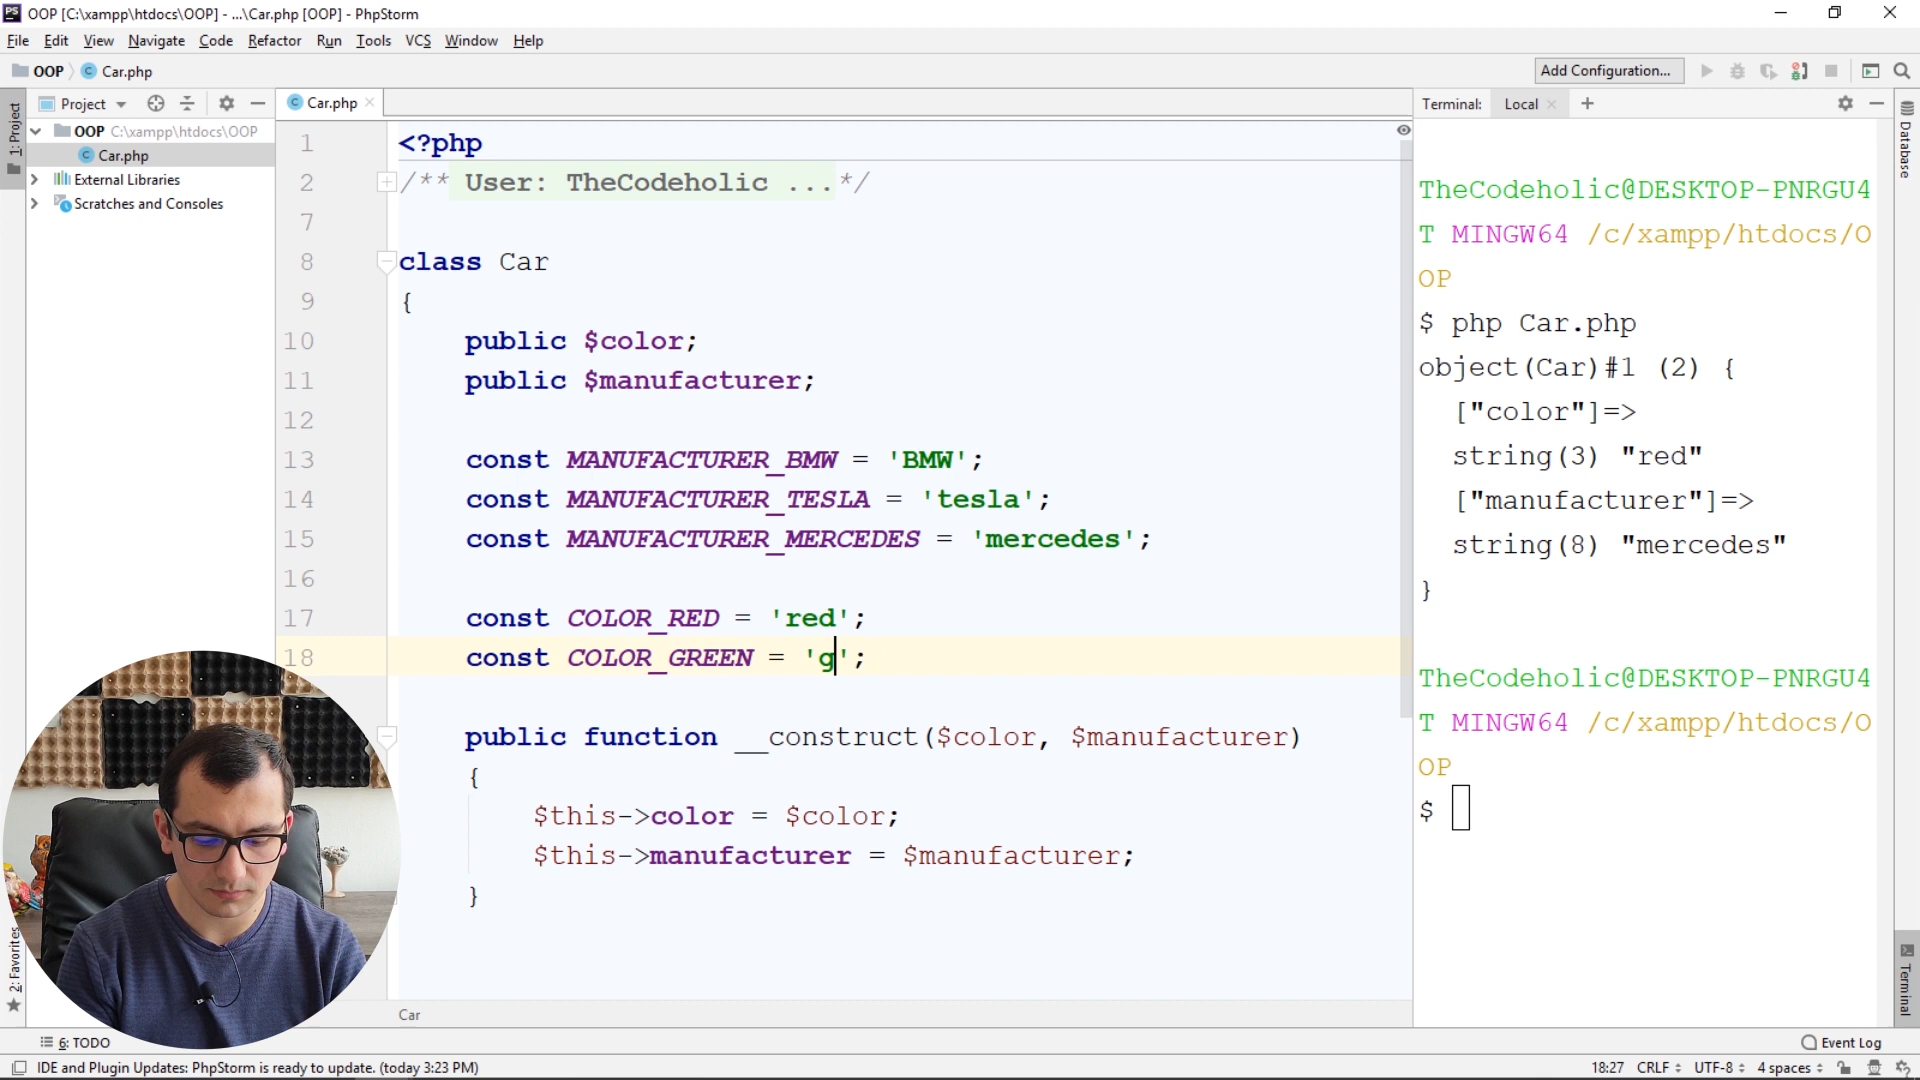 OOP [C:\xampp\htdocs\OOP] - ...\Car.php [OOP] - PhpStorm
File Edit View Navigate Code Refactor Run Tools VCS Window Help
OOP Car.php Add Configuration...
Project
Car.php
Terminal: Local
1: Project
Database
OOP C:\xampp\htdocs\OOP
Car.php
External Libraries
Scratches and Consoles
1 <?php
2 /** User: TheCodeholic ...*/
7
8 class Car
9 {
10 public $color;
11 public $manufacturer;
12
13 const MANUFACTURER_BMW = 'BMW';
14 const MANUFACTURER_TESLA = 'tesla';
15 const MANUFACTURER_MERCEDES = 'mercedes';
16
17 const COLOR_RED = 'red';
18 const COLOR_GREEN = 'g';
public function __construct($color, $manufacturer)
{
$this->color = $color;
$this->manufacturer = $manufacturer;
}
Car
TheCodeholic@DESKTOP-PNRGU4
T MINGW64 /c/xampp/htdocs/O
OP
$ php Car.php
object(Car)#1 (2) {
["color"]=>
string(3) "red"
["manufacturer"]=>
string(8) "mercedes"
}
TheCodeholic@DESKTOP-PNRGU4
T MINGW64 /c/xampp/htdocs/O
OP
$
2: Favorites
Terminal
6: TODO
Event Log
IDE and Plugin Updates: PhpStorm is ready to update. (today 3:23 PM)
18:27 CRLF UTF-8 4 spaces